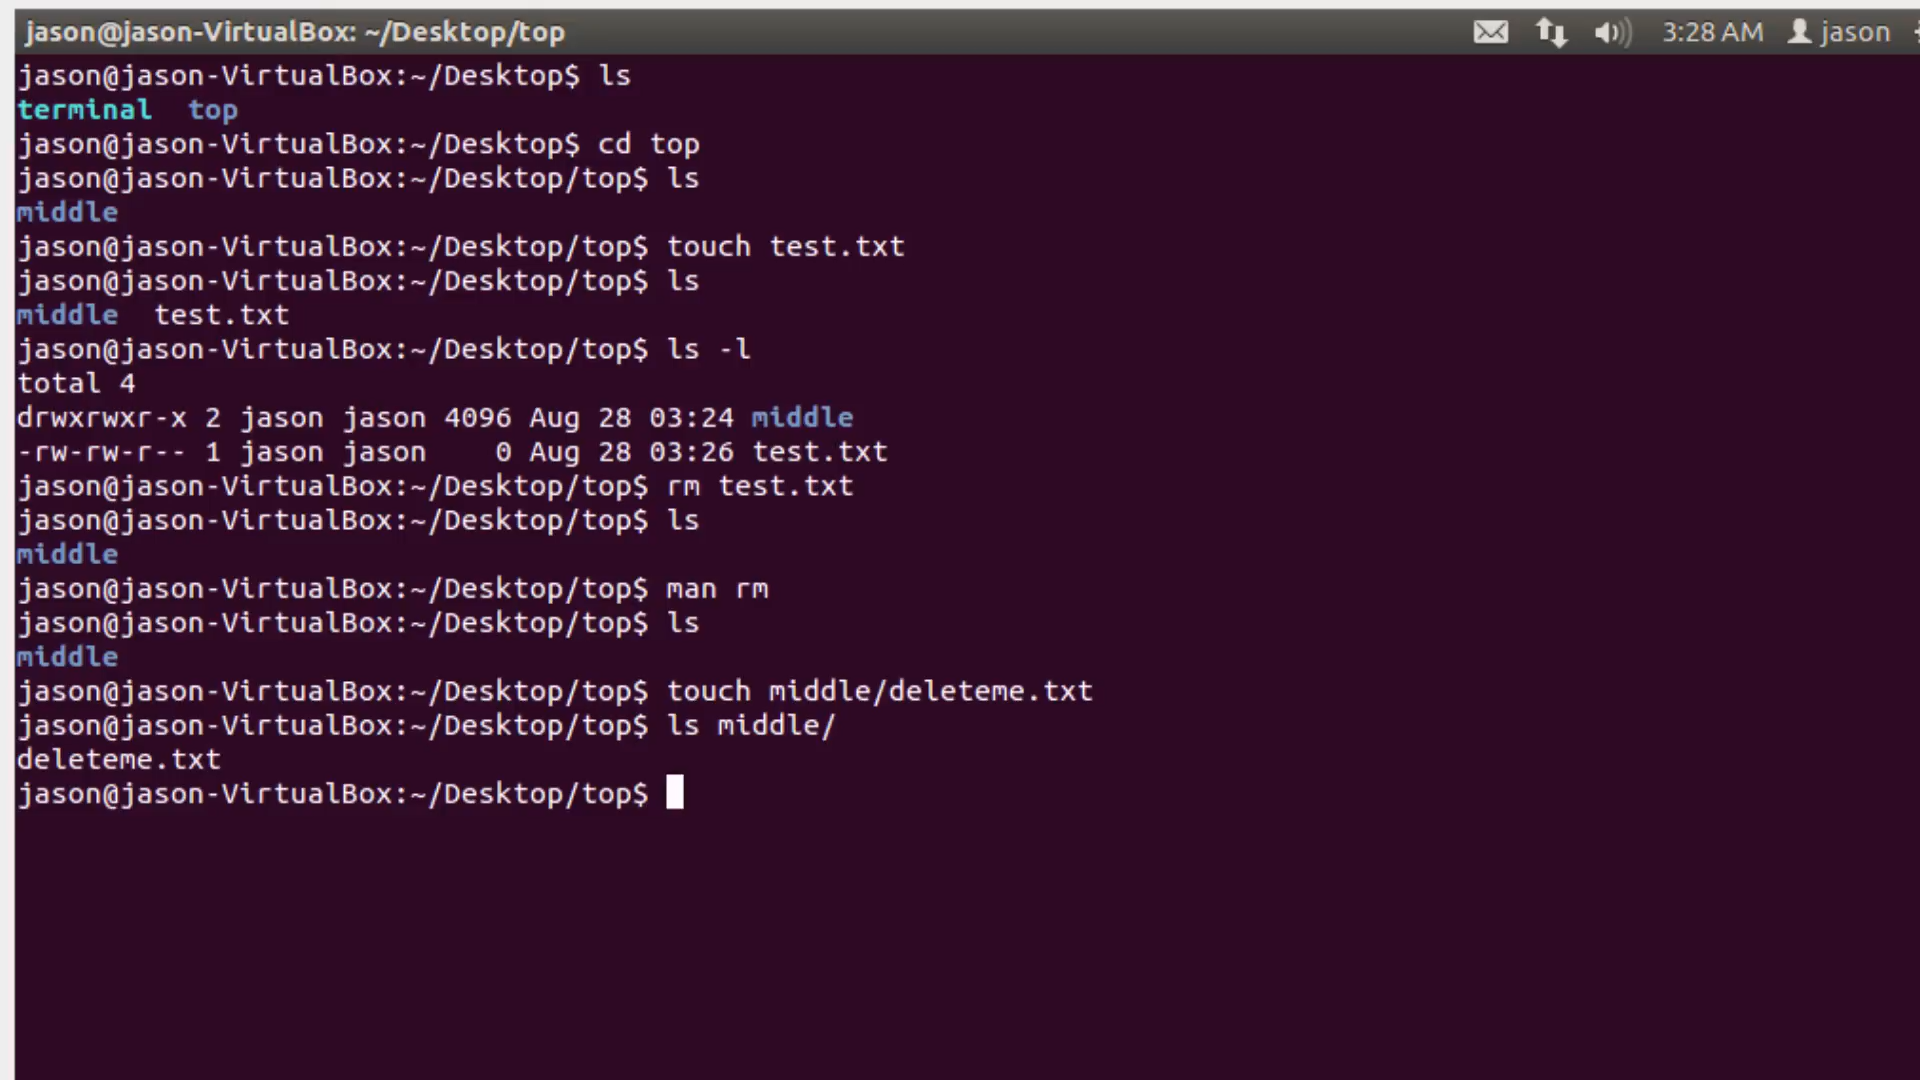 jason@jason-VirtualBox: ~/Desktop/top 3:28 AM jason
jason@jason-VirtualBox:~/Desktop$ ls
terminal  top
jason@jason-VirtualBox:~/Desktop$ cd top
jason@jason-VirtualBox:~/Desktop/top$ ls
middle
jason@jason-VirtualBox:~/Desktop/top$ touch test.txt
jason@jason-VirtualBox:~/Desktop/top$ ls
middle  test.txt
jason@jason-VirtualBox:~/Desktop/top$ ls -l
total 4
drwxrwxr-x 2 jason jason 4096 Aug 28 03:24 middle
-rw-rw-r-- 1 jason jason    0 Aug 28 03:26 test.txt
jason@jason-VirtualBox:~/Desktop/top$ rm test.txt
jason@jason-VirtualBox:~/Desktop/top$ ls
middle
jason@jason-VirtualBox:~/Desktop/top$ man rm
jason@jason-VirtualBox:~/Desktop/top$ ls
middle
jason@jason-VirtualBox:~/Desktop/top$ touch middle/deleteme.txt
jason@jason-VirtualBox:~/Desktop/top$ ls middle/
deleteme.txt
jason@jason-VirtualBox:~/Desktop/top$